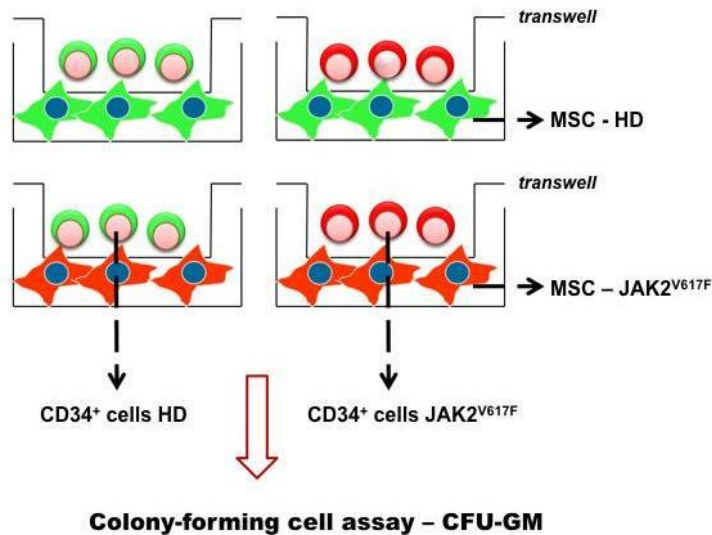 transwell
MSC - HD
transwell
MSC – JAK2V617F
CD34+ cells HD
CD34+ cells JAK2V617F
Colony-forming cell assay – CFU-GM